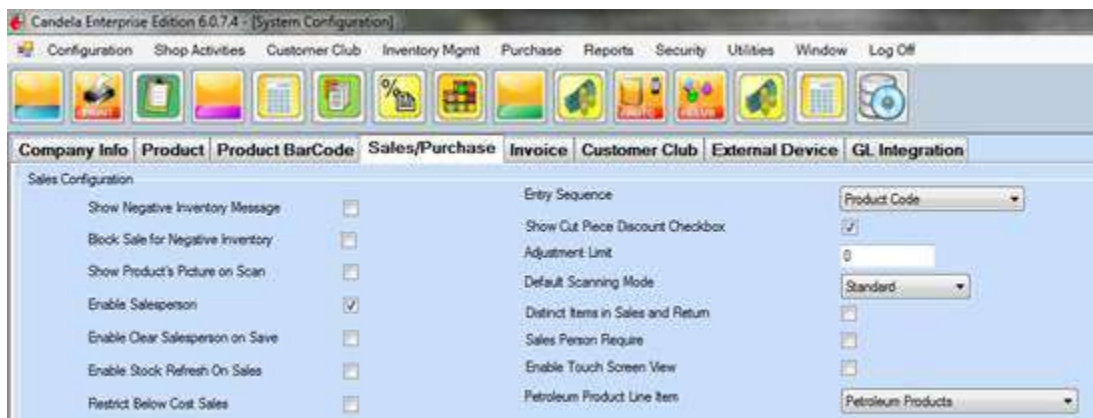 Candela Enterprise Edition 6.0.7.4 - [System Configuration]
Configuration Shop Activities Customer Club Inventory Mgmt Purchase Reports Security Utilities Window Log Off
PRINT
Company Info Product Product BarCode Sales/Purchase Invoice Customer Club External Device GL Integration
Sales Configuration
Show Negative Inventory Message
Block Sale for Negative Inventory
Show Product's Picture on Scan
Enable Salesperson
Enable Clear Salesperson on Save
Enable Stock Refresh On Sales
Restrict Below Cost Sales
Entry Sequence Product Code
Show Cut Piece Discount Checkbox
Adjustment Limit 0
Default Scanning Mode Standard
Distinct Items in Sales and Return
Sales Person Require
Enable Touch Screen View
Petroleum Product Line Item Petroleum Products